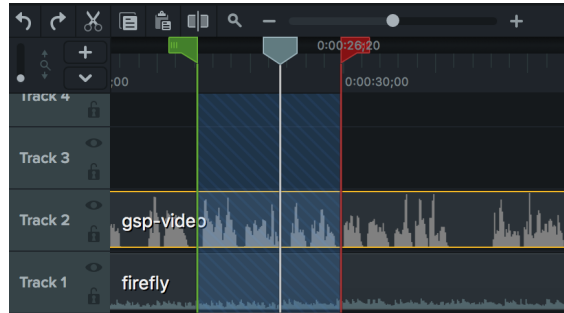 0:00:26;20
;00
0:00:30;00
Track 4
Track 3
Track 2
gsp-video
Track 1
firefly